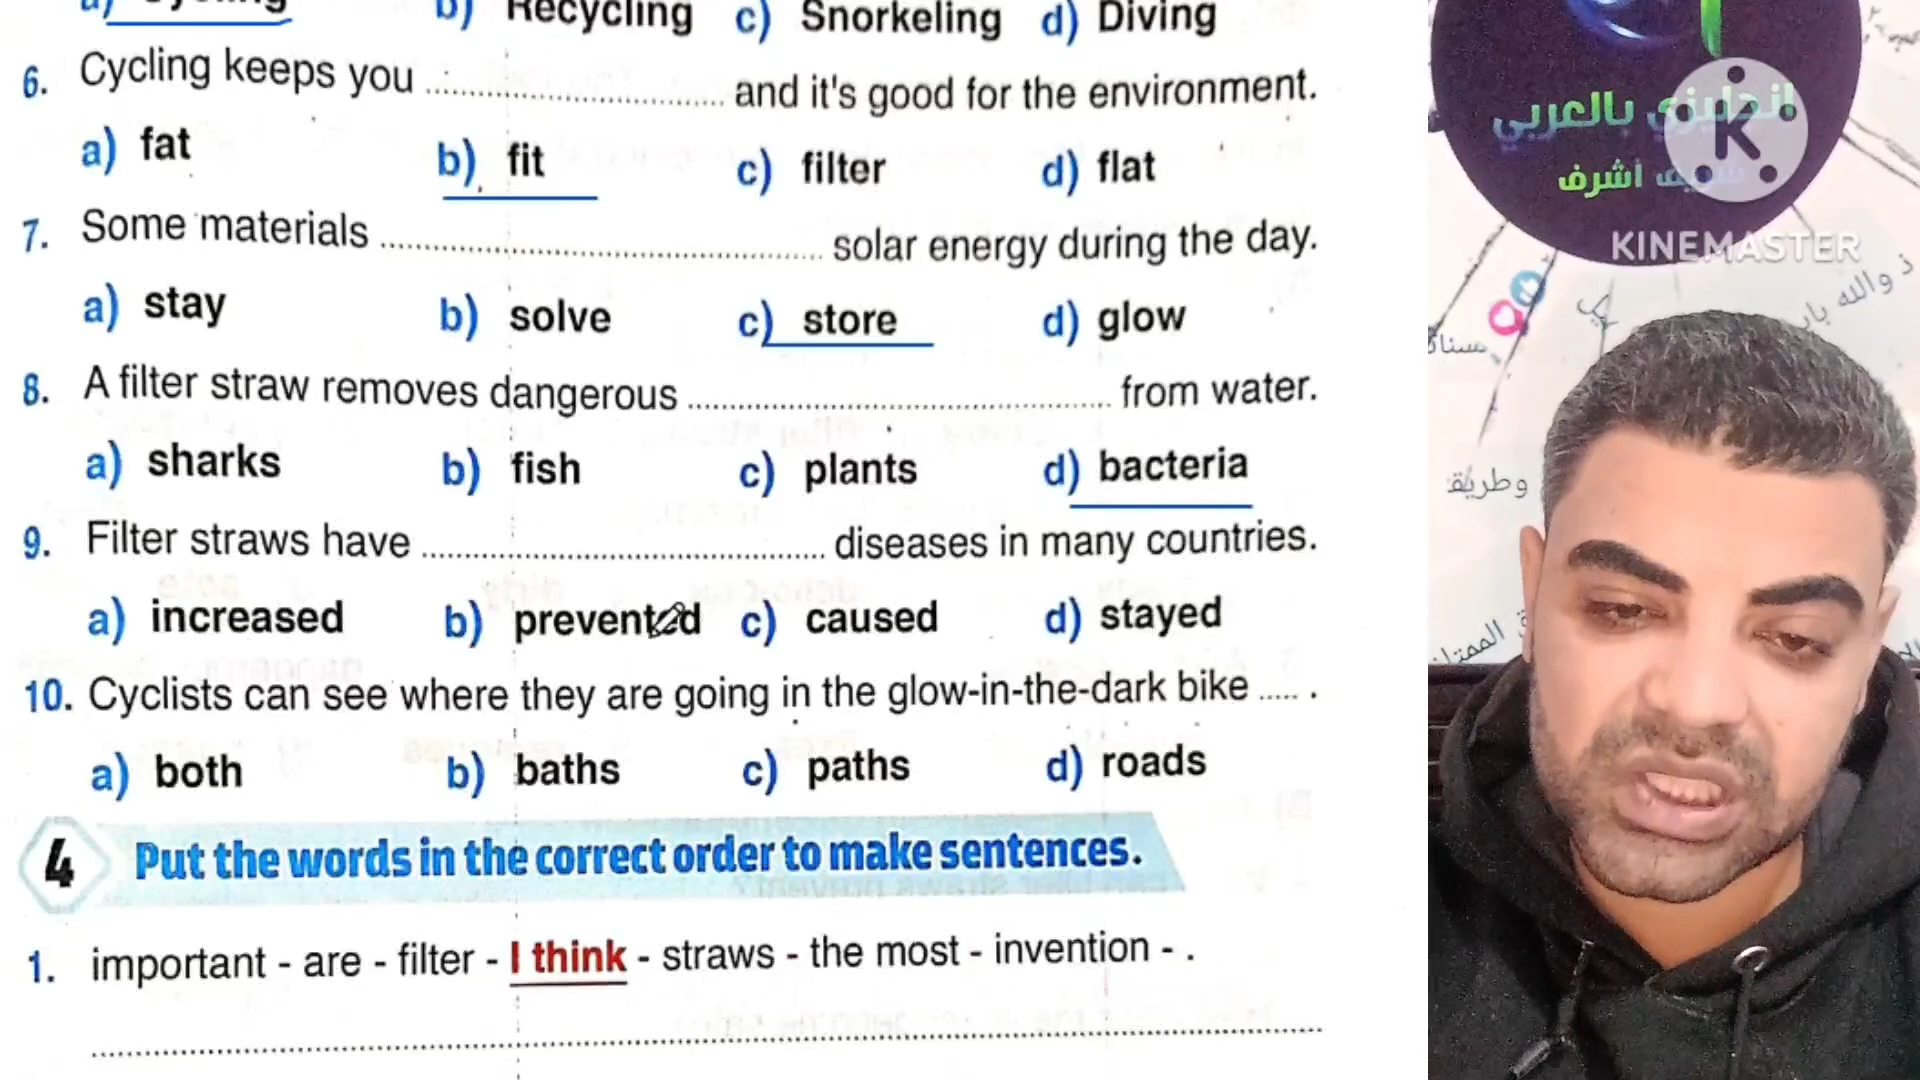 b) Recycling c) Snorkeling d) Diving
6. Cycling keeps you ................................ and it's good for the environment.
a) fat b) fit c) filter d) flat
7. Some materials ................................ solar energy during the day.
a) stay b) solve c) store d) glow
8. A filter straw removes dangerous ................................ from water.
a) sharks b) fish c) plants d) bacteria
9. Filter straws have ................................ diseases in many countries.
a) increased b) prevented c) caused d) stayed
10. Cyclists can see where they are going in the glow-in-the-dark bike ..... .
a) both b) baths c) paths d) roads
4 Put the words in the correct order to make sentences.
1. important - are - filter - I think - straws - the most - invention - .
إنجليزي بالعربي
أشرف
K
KINEMASTER
وطريقة